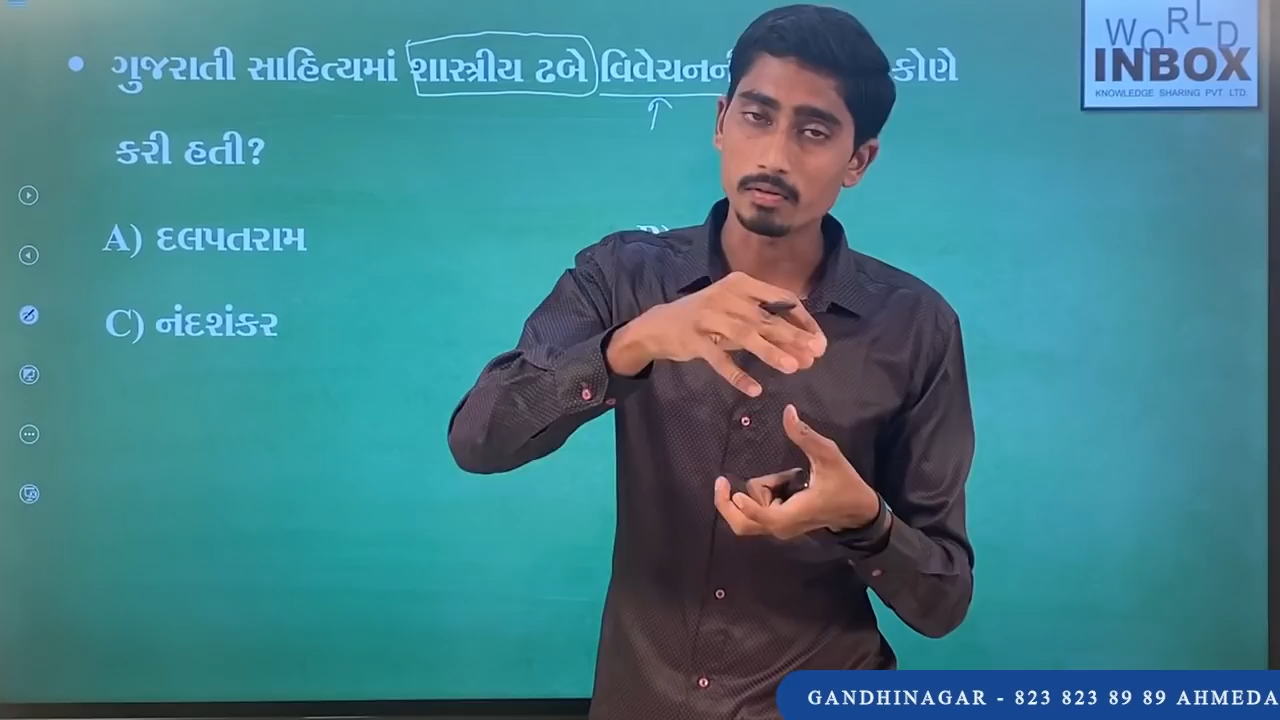 • ગુજરાતી સાહિત્યમાં શાસ્ત્રીય ઢબે વિવેચનની કોણે
કરી હતી?
A) દલપતરામ
C) નંદશંકર
WORLD
INBOX
KNOWLEDGE SHARING PVT. LTD.
GANDHINAGAR - 823 823 89 89 AHMEDA